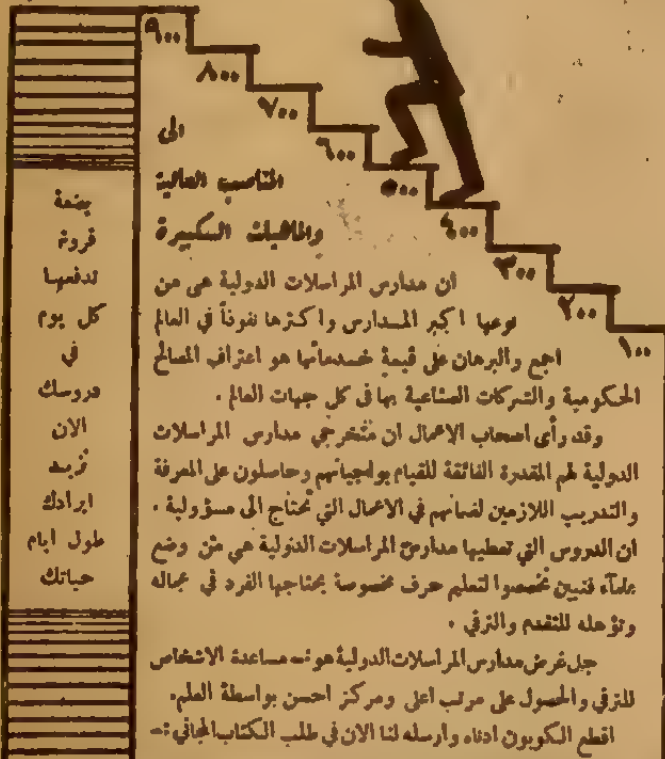 ٩٠٠
٨٠٠
٧٠٠
٦٠٠
٥٠٠
٤٠٠
٣٠٠
٢٠٠
١٠٠
الى
المناصب العالية
والماهيات الكبيرة
ان مدارس المراسلات الدولية هى من
نوعها اكبر المدارس واكثرها نفوذاً في العالم
اجمع والبرهان على قيمة خدماتها هو اعتراف المصالح
الحكومية والشركات الصناعية بها في كل جهات العالم .
وقد رأى اصحاب الاعمال ان متخرجي مدارس المراسلات
الدولية لهم المقدرة الفائقة للقيام بواجباتهم وحاصلون على المعرفة
والتدريب اللازمين لضمانهم في الاعمال التي تحتاج الى مسؤولية .
ان الدروس التي تعطيها مدارس المراسلات الدولية هي من وضع
علماء فنيين تخصصوا لتعليم حرف مخصوصة يحتاجها الفرد في مجاله
وتؤهله للتقدم والترقي .
جل غرض مدارس المراسلات الدولية هو :- مساعدة الاشخاص
للترقي والحصول على مرتب اعلى ومركز احسن بواسطة العلم.
اقطع الكوبون ادناه وارسله لنا الان في طلب الكتاب المجاني :-
بضعة
قروش
تدفعها
كل يوم
في
دروسك
الان
تزيد
ايرادك
طول ايام
حياتك